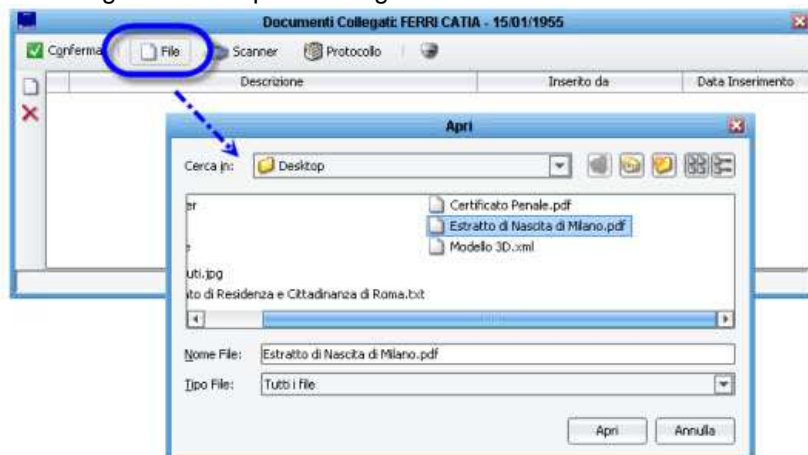 Documenti Collegati: FERRI CATIA - 15/01/1955
Conferma File Scanner Protocollo
Descrizione Inserito da Data Inserimento
Apri
Cerca in: Desktop
er Certificato Penale.pdf
Estratto di Nascita di Milano.pdf
Modello 3D.xml
uti.jpg
to di Residenza e Cittadinanza di Roma.txt
Nome File: Estratto di Nascita di Milano.pdf
Tipo File: Tutti i file
Apri Annulla